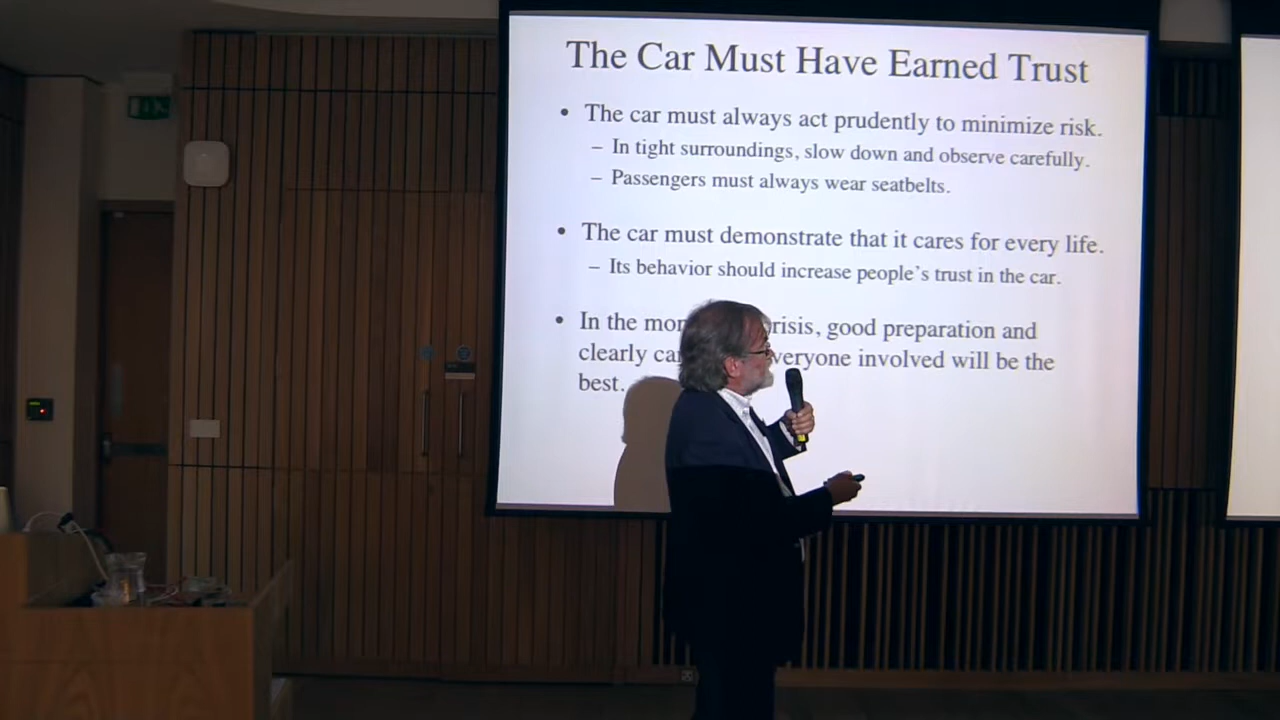 The Car Must Have Earned Trust
• The car must always act prudently to minimize risk.
– In tight surroundings, slow down and observe carefully.
– Passengers must always wear seatbelts.
• The car must demonstrate that it cares for every life.
– Its behavior should increase people's trust in the car.
• In the risis, good preparation and
clearly veryone involved will be the
best.